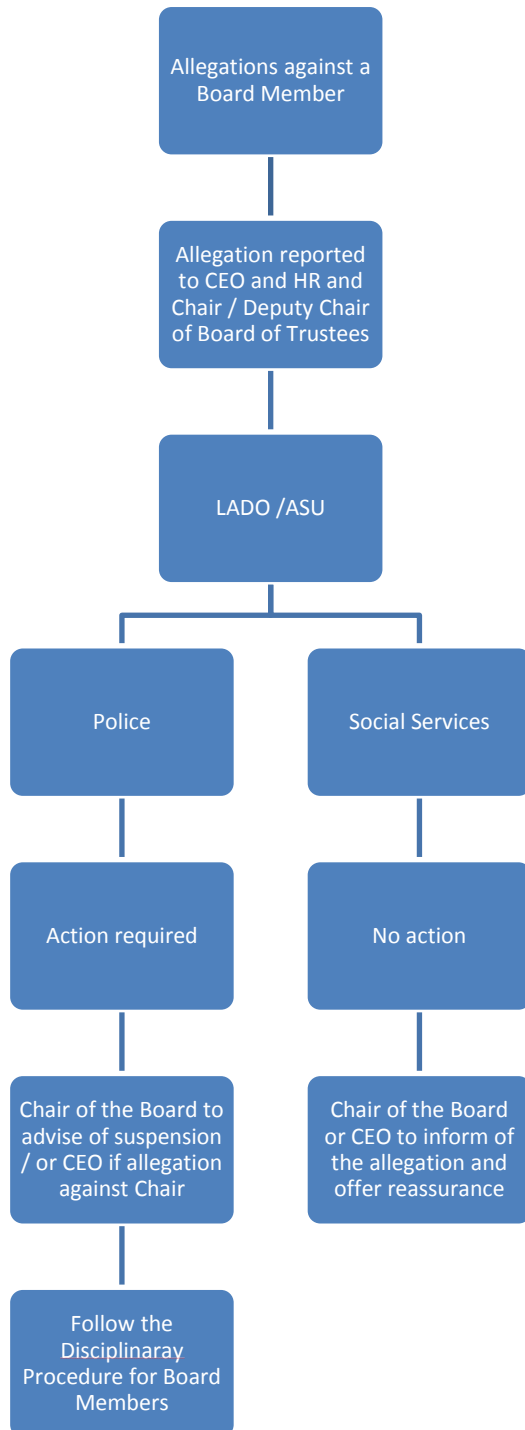 Allegations against a
Board Member
Allegation reported
to CEO and HR and
Chair / Deputy Chair
of Board of Trustees
LADO /ASU
Police
Social Services
Action required
No action
Chair of the Board to
advise of suspension
/ or CEO if allegation
against Chair
Chair of the Board
or CEO to inform of
the allegation and
offer reassurance
Follow the
Disciplinaray
Procedure for Board
Members